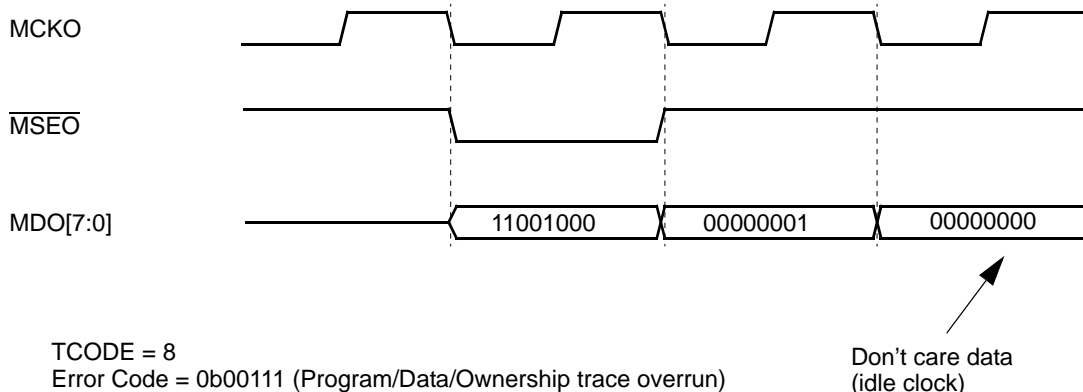 MCKO
MSEO
MDO[7:0]
11001000
00000001
00000000
TCODE = 8
Error Code = 0b00111 (Program/Data/Ownership trace overrun)
Don't care data
(idle clock)